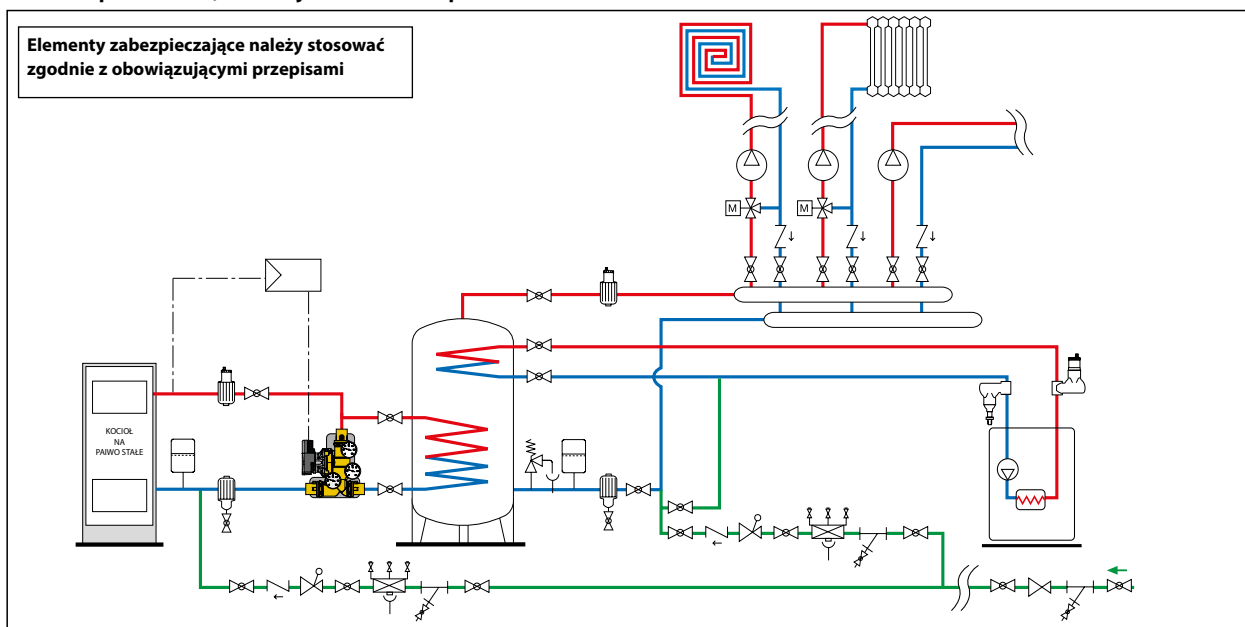 Elementy zabezpieczające należy stosować
zgodnie z obowiązującymi przepisami
M
M
KOCIOŁ
NA
PAIWO STAŁE